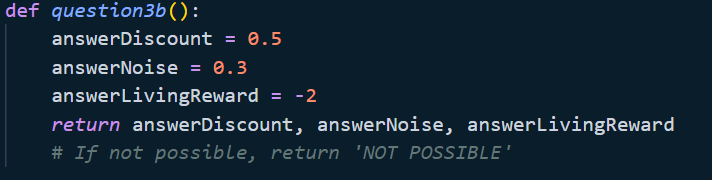 def question3b():
    answerDiscount = 0.5
    answerNoise = 0.3
    answerLivingReward = -2
    return answerDiscount, answerNoise, answerLivingReward
    # If not possible, return 'NOT POSSIBLE'